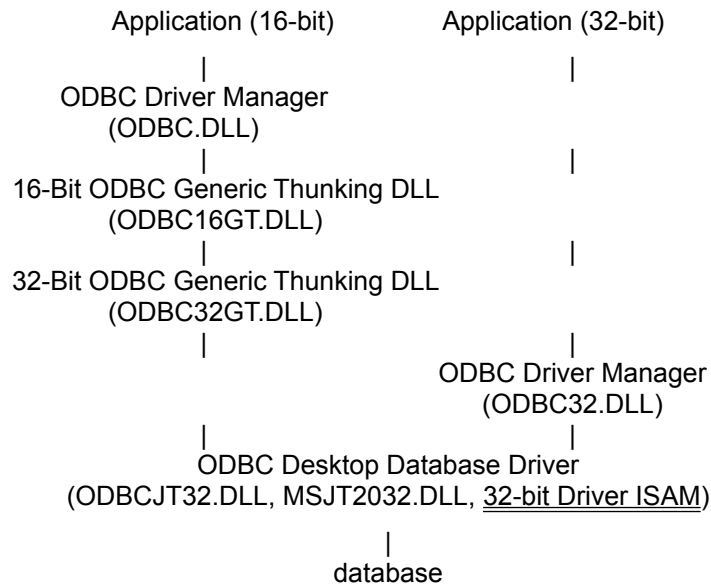 Application (16-bit) Application (32-bit)
| |
ODBC Driver Manager
(ODBC.DLL)
| |
16-Bit ODBC Generic Thunking DLL
(ODBC16GT.DLL)
| |
32-Bit ODBC Generic Thunking DLL
(ODBC32GT.DLL)
| |
ODBC Driver Manager
(ODBC32.DLL)
| |
ODBC Desktop Database Driver
(ODBCJT32.DLL, MSJT2032.DLL, 32-bit Driver ISAM)
|
database